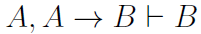 A, A → B ⊢ B